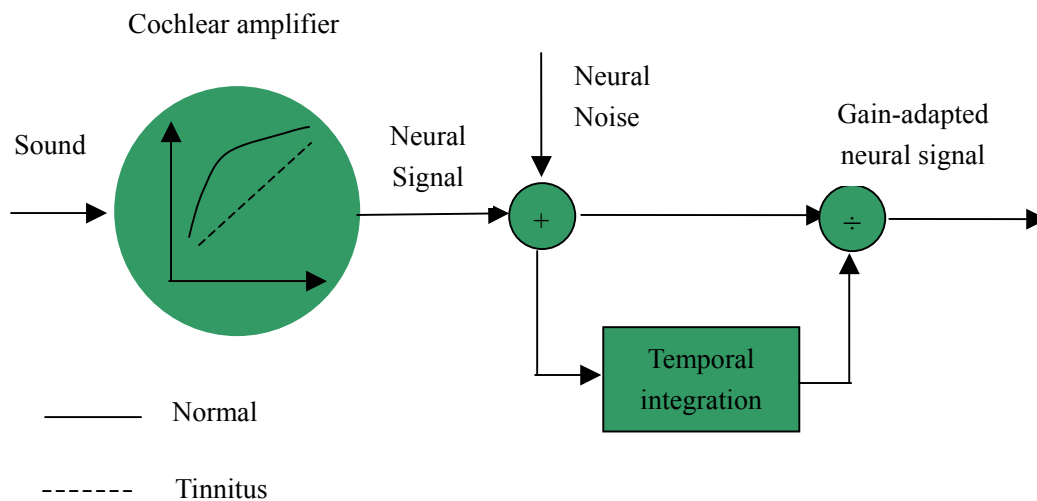 Cochlear amplifier
Sound
Neural
Signal
Neural
Noise
+
Gain-adapted
neural signal
÷
Temporal
integration
Normal
Tinnitus